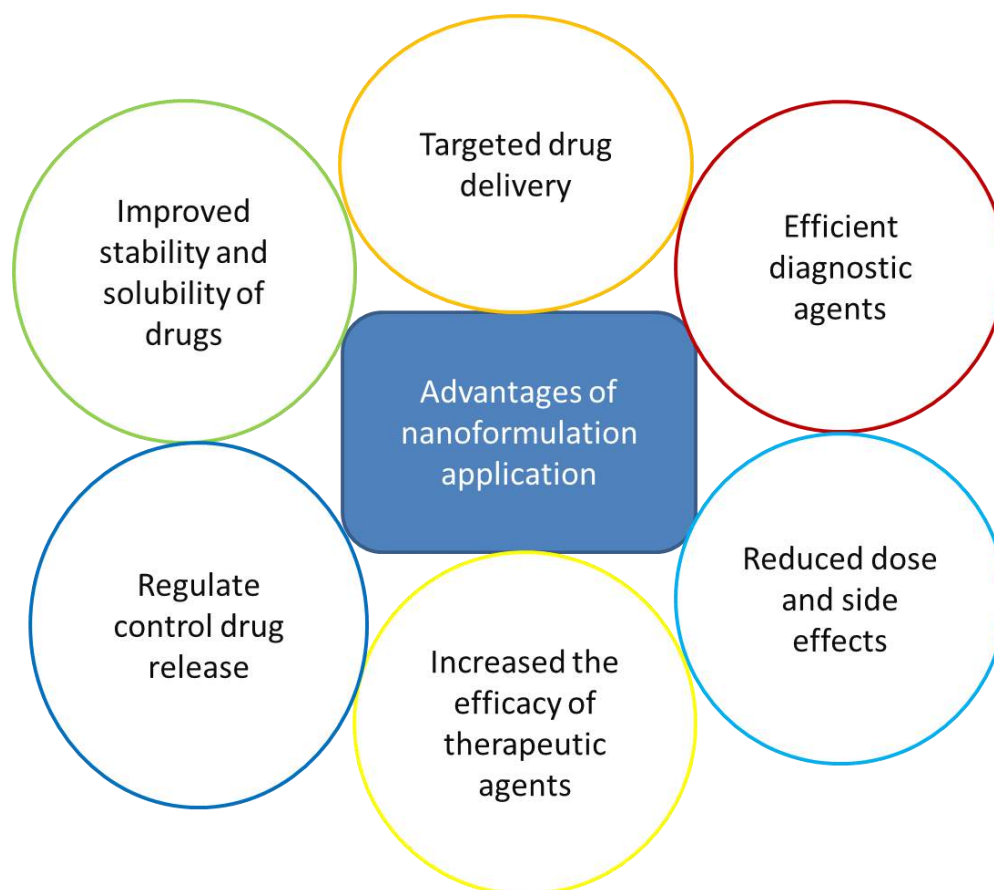 Targeted drug
delivery
Improved
stability and
solubility of
drugs
Efficient
diagnostic
agents
Advantages of
nanoformulation
application
Regulate
control drug
release
Reduced dose
and side
effects
Increased the
efficacy of
therapeutic
agents